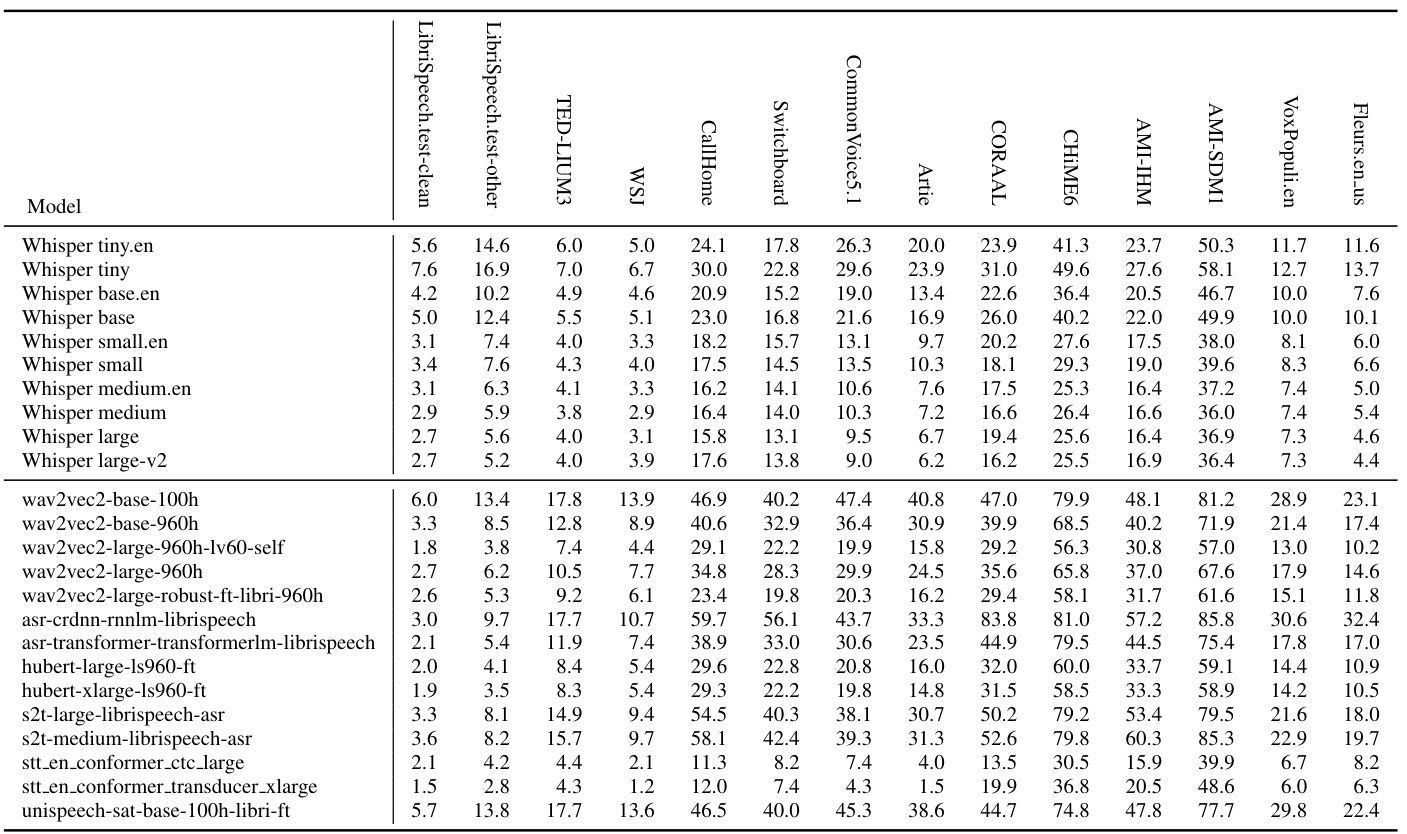 Model LibriSpeech.test-clean LibriSpeech.test-other TED-LIUM3 WSJ CallHome Switchboard CommonVoice5.1 Artie CORAAL CHiME6 AMI-IHM AMI-SDM1 VoxPopuli.en Fleurs.en_us
Whisper tiny.en 5.6 14.6 6.0 5.0 24.1 17.8 26.3 20.0 23.9 41.3 23.7 50.3 11.7 11.6
Whisper tiny 7.6 16.9 7.0 6.7 30.0 22.8 29.6 23.9 31.0 49.6 27.6 58.1 12.7 13.7
Whisper base.en 4.2 10.2 4.9 4.6 20.9 15.2 19.0 13.4 22.6 36.4 20.5 46.7 10.0 7.6
Whisper base 5.0 12.4 5.5 5.1 23.0 16.8 21.6 16.9 26.0 40.2 22.0 49.9 10.0 10.1
Whisper small.en 3.1 7.4 4.0 3.3 18.2 15.7 13.1 9.7 20.2 27.6 17.5 38.0 8.1 6.0
Whisper small 3.4 7.6 4.3 4.0 17.5 14.5 13.5 10.3 18.1 29.3 19.0 39.6 8.3 6.6
Whisper medium.en 3.1 6.3 4.1 3.3 16.2 14.1 10.6 7.6 17.5 25.3 16.4 37.2 7.4 5.0
Whisper medium 2.9 5.9 3.8 2.9 16.4 14.0 10.3 7.2 16.6 26.4 16.6 36.0 7.4 5.4
Whisper large 2.7 5.6 4.0 3.1 15.8 13.1 9.5 6.7 19.4 25.6 16.4 36.9 7.3 4.6
Whisper large-v2 2.7 5.2 4.0 3.9 17.6 13.8 9.0 6.2 16.2 25.5 16.9 36.4 7.3 4.4
wav2vec2-base-100h 6.0 13.4 17.8 13.9 46.9 40.2 47.4 40.8 47.0 79.9 48.1 81.2 28.9 23.1
wav2vec2-base-960h 3.3 8.5 12.8 8.9 40.6 32.9 36.4 30.9 39.9 68.5 40.2 71.9 21.4 17.4
wav2vec2-large-960h-lv60-self 1.8 3.8 7.4 4.4 29.1 22.2 19.9 15.8 29.2 56.3 30.8 57.0 13.0 10.2
wav2vec2-large-960h 2.7 6.2 10.5 7.7 34.8 28.3 29.9 24.5 35.6 65.8 37.0 67.6 17.9 14.6
wav2vec2-large-robust-ft-libri-960h 2.6 5.3 9.2 6.1 23.4 19.8 20.3 16.2 29.4 58.1 31.7 61.6 15.1 11.8
asr-crdnn-rnnlm-librispeech 3.0 9.7 17.7 10.7 59.7 56.1 43.7 33.3 83.8 81.0 57.2 85.8 30.6 32.4
asr-transformer-transformerlm-librispeech 2.1 5.4 11.9 7.4 38.9 33.0 30.6 23.5 44.9 79.5 44.5 75.4 17.8 17.0
hubert-large-ls960-ft 2.0 4.1 8.4 5.4 29.6 22.8 20.8 16.0 32.0 60.0 33.7 59.1 14.4 10.9
hubert-xlarge-ls960-ft 1.9 3.5 8.3 5.4 29.3 22.2 19.8 14.8 31.5 58.5 33.3 58.9 14.2 10.5
s2t-large-librispeech-asr 3.3 8.1 14.9 9.4 54.5 40.3 38.1 30.7 50.2 79.2 53.4 79.5 21.6 18.0
s2t-medium-librispeech-asr 3.6 8.2 15.7 9.7 58.1 42.4 39.3 31.3 52.6 79.8 60.3 85.3 22.9 19.7
stt_en_conformer_ctc_large 2.1 4.2 4.4 2.1 11.3 8.2 7.4 4.0 13.5 30.5 15.9 39.9 6.7 8.2
stt_en_conformer_transducer_xlarge 1.5 2.8 4.3 1.2 12.0 7.4 4.3 1.5 19.9 36.8 20.5 48.6 6.0 6.3
unispeech-sat-base-100h-libri-ft 5.7 13.8 17.7 13.6 46.5 40.0 45.3 38.6 44.7 74.8 47.8 77.7 29.8 22.4